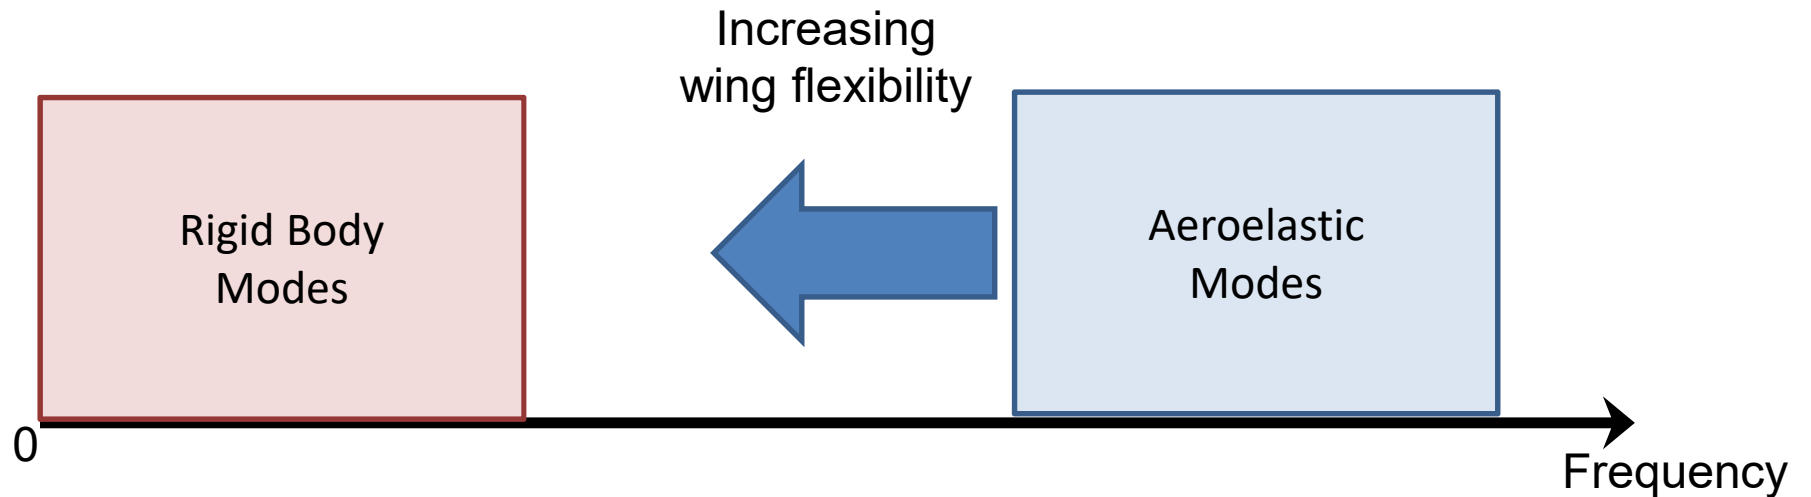 Increasing
wing flexibility
Rigid Body
Modes
Aeroelastic
Modes
0
Frequency